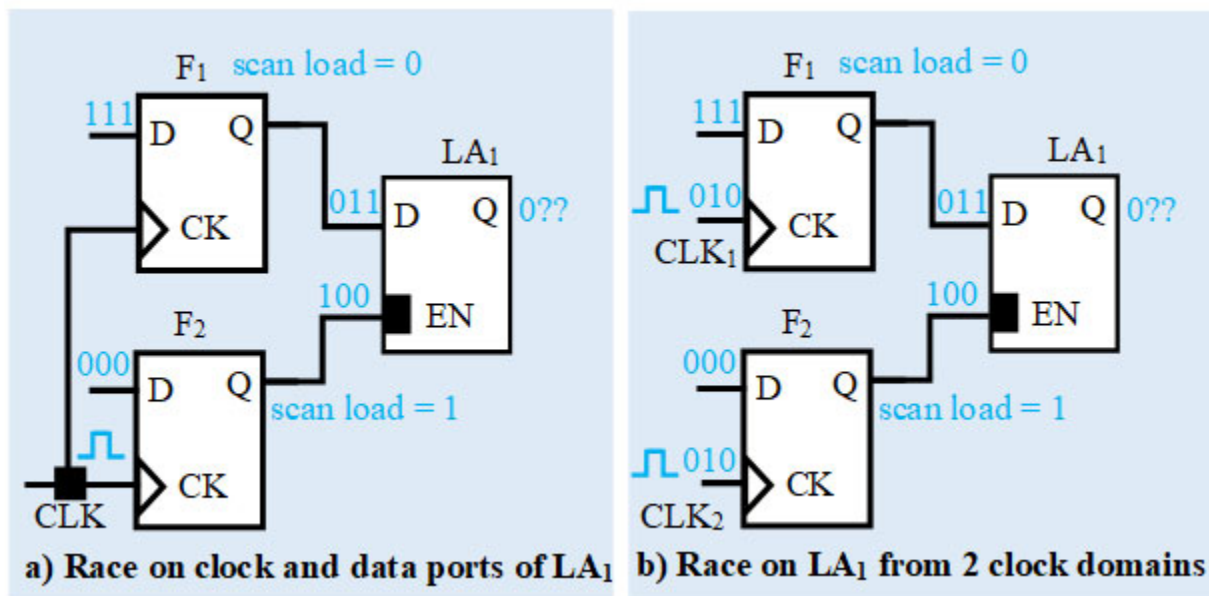 F₁ scan load = 0
111
D Q
LA₁
011 D Q 0??
CK
100
EN
F₂
000
D Q
scan load = 1
CK
CLK
a) Race on clock and data ports of LA₁
F₁ scan load = 0
111
D Q
LA₁
010
011 D Q 0??
CK
CLK₁
100
EN
F₂
000
D Q
scan load = 1
010
CK
CLK₂
b) Race on LA₁ from 2 clock domains